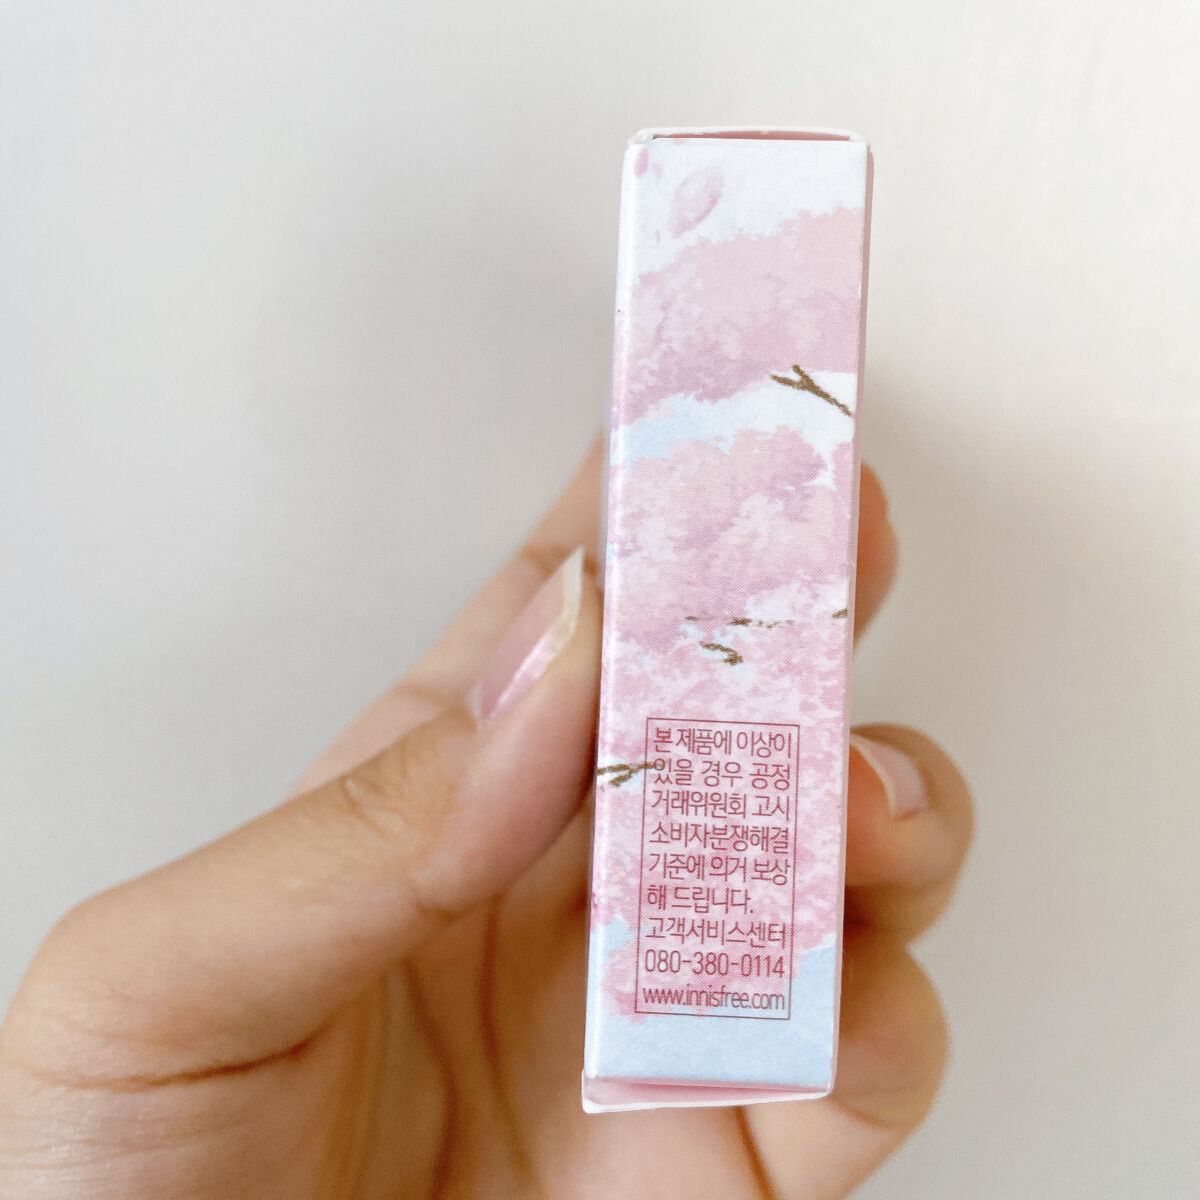 본 제품에 이상이
있을 경우 공정
거래위원회 고시
소비자분쟁해결
기준에 의거 보상
해 드립니다.
고객서비스센터
080-380-0114
www.innisfree.com